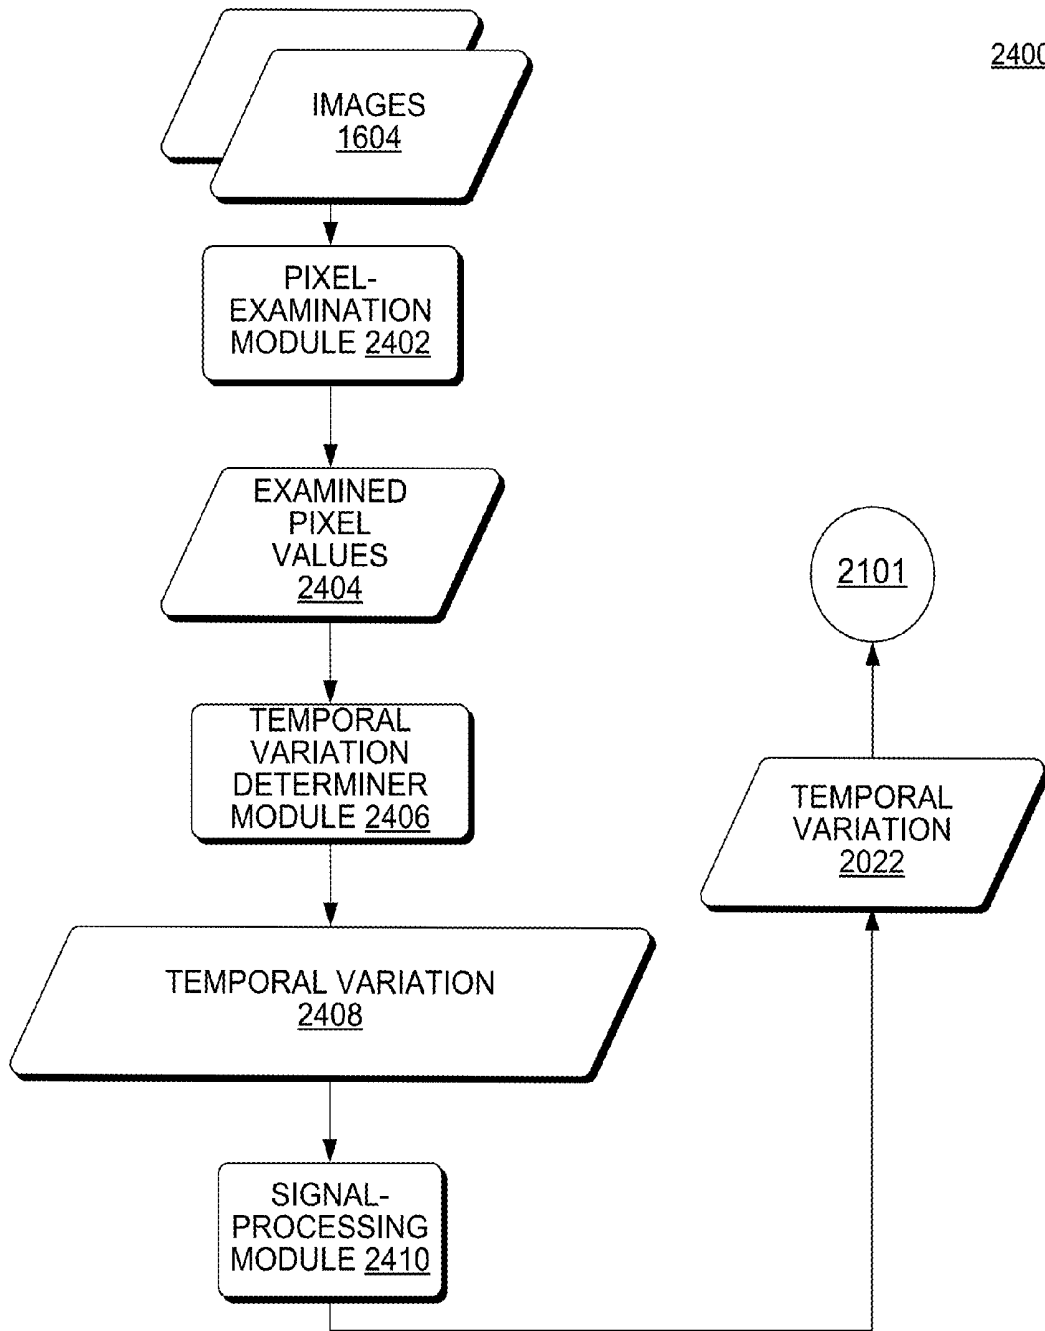 2400
IMAGES
1604
PIXEL-
EXAMINATION
MODULE 2402
EXAMINED
PIXEL
VALUES
2404
2101
TEMPORAL
VARIATION
DETERMINER
MODULE 2406
TEMPORAL
VARIATION
2022
TEMPORAL VARIATION
2408
SIGNAL-
PROCESSING
MODULE 2410